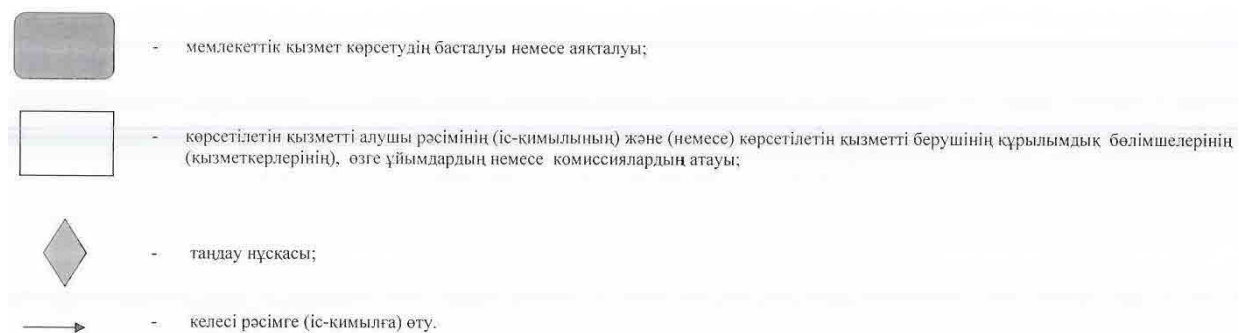 - мемлекеттік қызмет көрсетудің басталуы немесе аяқталуы;
- көрсетілетін қызметті алушы рәсімінің (іс-қимылының) және (немесе) көрсетілетін қызметті берушінің құрылымдық бөлімшелерінің
(қызметкерлерінің), өзге ұйымдардың немесе комиссиялардың атауы;
- таңдау нұсқасы;
- келесі рәсімге (іс-қимылға) өту.